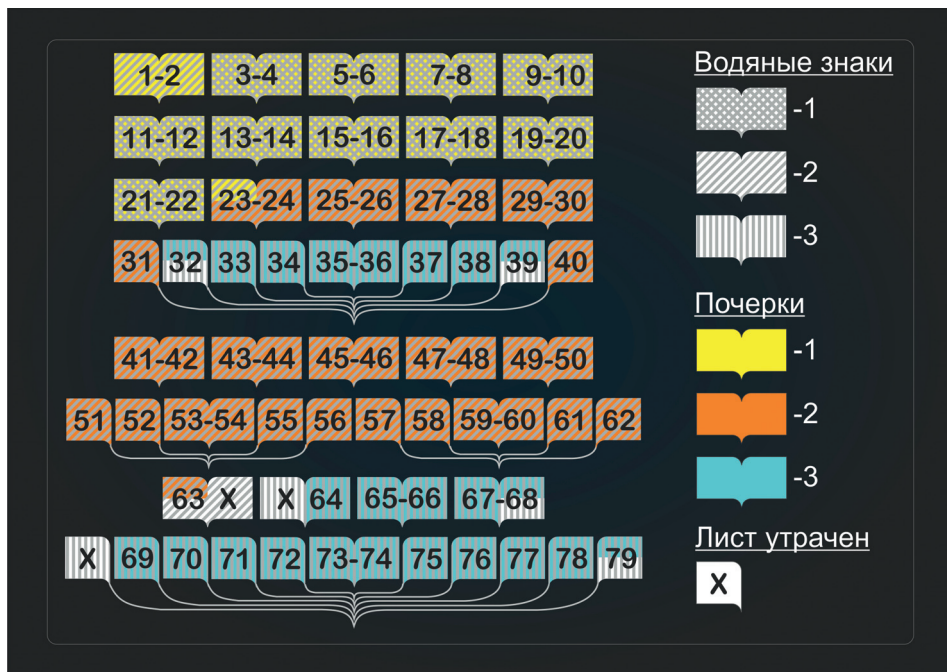 1-2 3-4 5-6 7-8 9-10
11-12 13-14 15-16 17-18 19-20
21-22 23-24 25-26 27-28 29-30
31 32 33 34 35-36 37 38 39 40
41-42 43-44 45-46 47-48 49-50
51 52 53-54 55 56 57 58 59-60 61 62
63 X X 64 65-66 67-68
X 69 70 71 72 73-74 75 76 77 78 79
Водяные знаки
-1
-2
-3
Почерки
-1
-2
-3
Лист утрачен
X